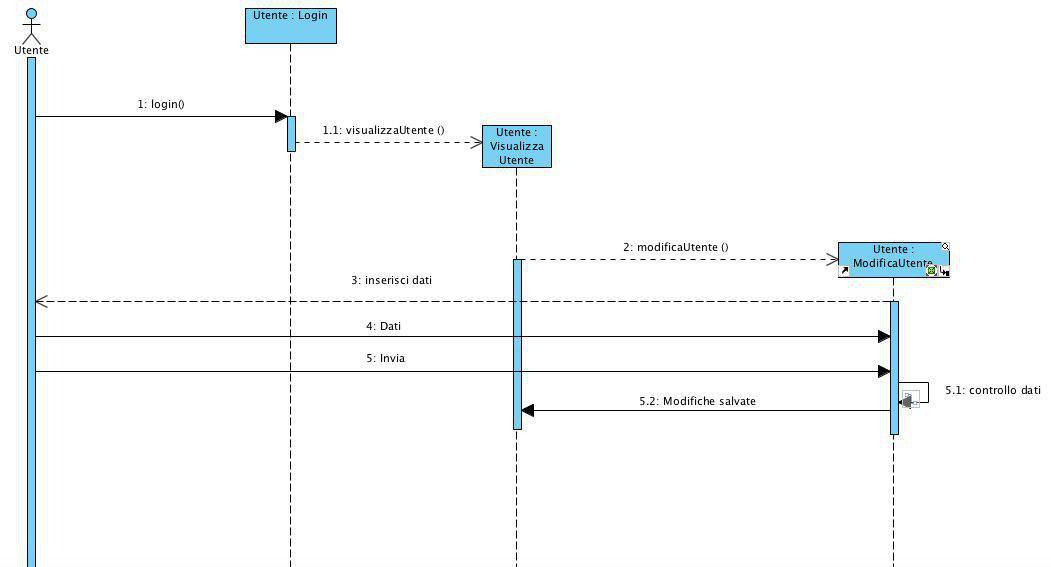 Utente : Login
Utente
1: login()
1.1: visualizzaUtente ()
Utente :
Visualizza
Utente
2: modificaUtente ()
Utente :
ModificaUtente
3: inserisci dati
4: Dati
5: Invia
5.1: controllo dati
5.2: Modifiche salvate